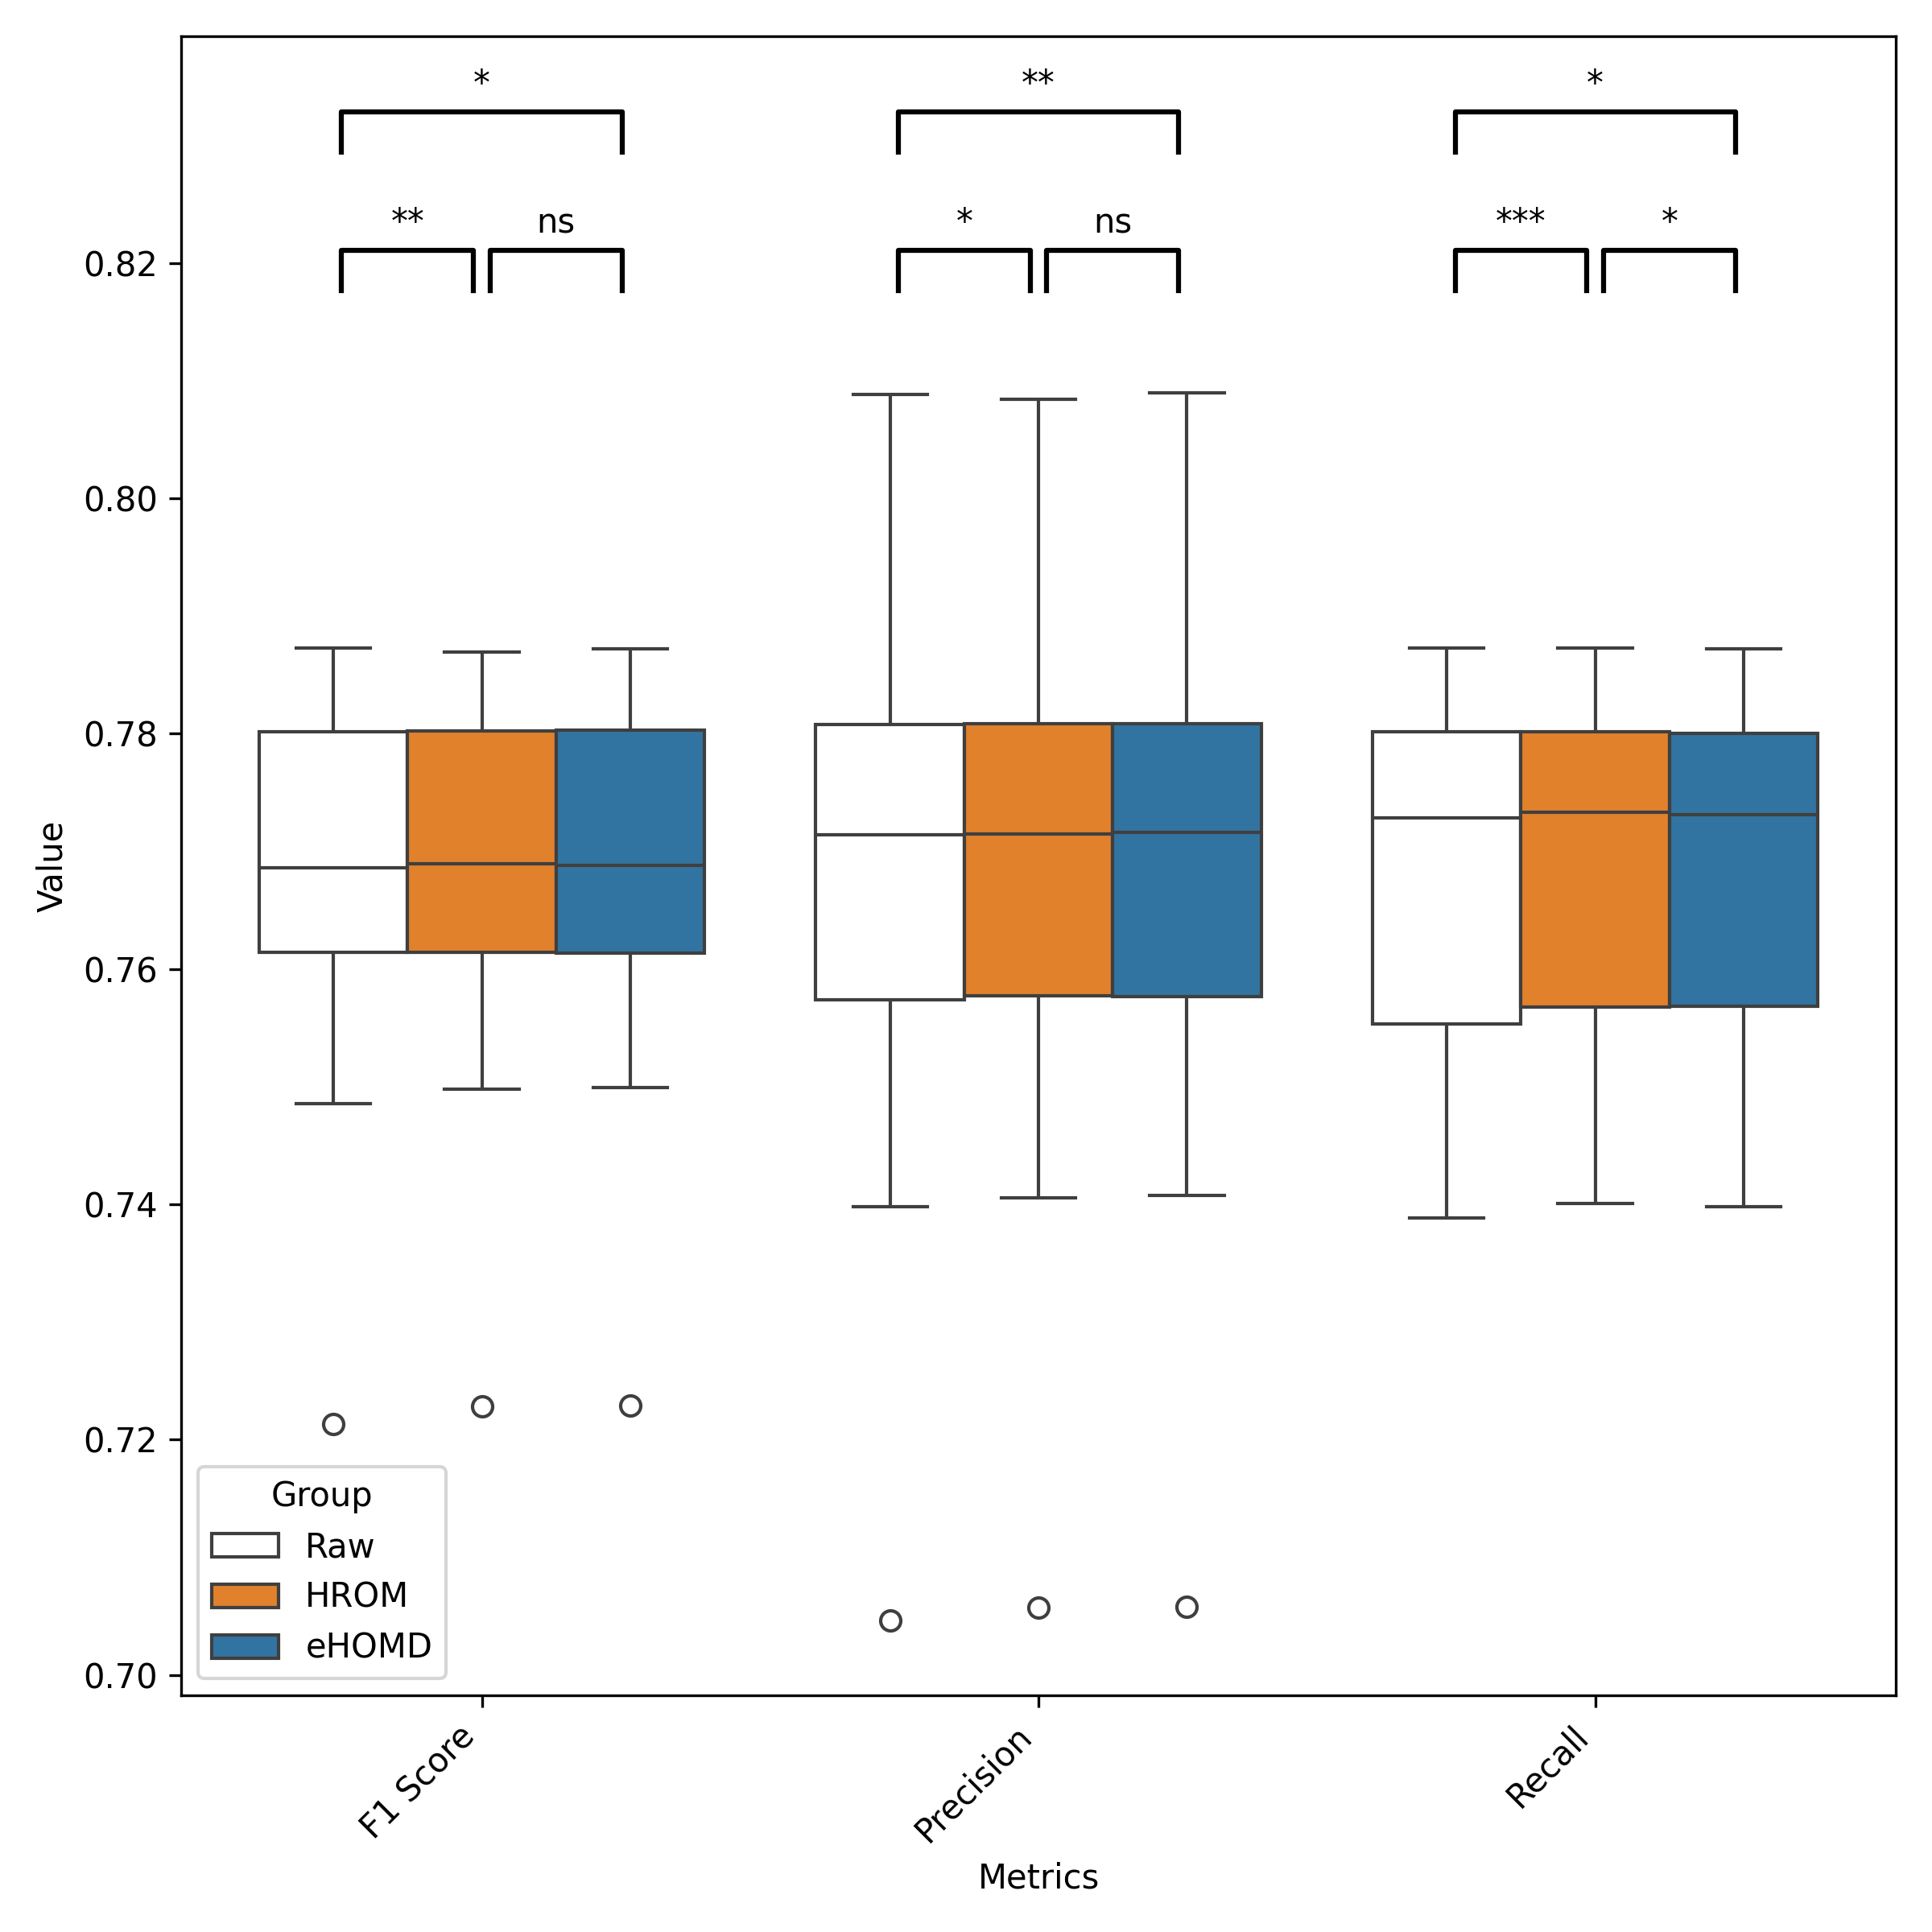 *
**
*
**
ns
*
ns
***
*
0.82
0.80
0.78
0.76
0.74
0.72
0.70
Value
Group
Raw
HROM
eHOMD
F1 Score
Precision
Recall
Metrics